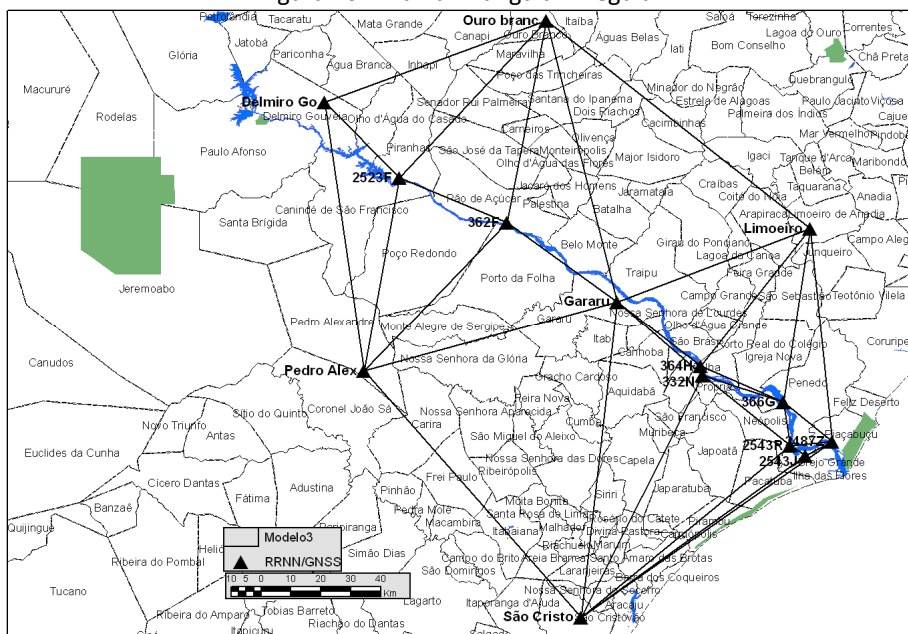 Ouro branc
Petrolândia
Tacaratu
Mata Grande
Canapi
Ouro Branco
Itaíba
Águas Belas
Iati
Saloá
Terezinha
Lagoa do Ouro
Correntes
Bom Conselho
Chã Preta
Jatobá
Glória
Pariconha
Água Branca
Inhapi
Maravilha
Poço das Trincheiras
Quebrangulo
Macururé
Rodelas
Delmiro Go
Delmiro Gouveia
Olho d'Água do Casado
Senador Rui Palmeira
Santana do Ipanema
Dois Riachos
Minador do Negrão
Estrela de Alagoas
Paulo Jacinto
Viçosa
Cacimbinhas
Palmeira dos Índios
Carneiros
Olivença
Mar Vermelho
Pindoba
Paulo Afonso
Piranhas
São José da Tapera
Monteirópolis
Olho d'Água das Flores
Major Isidoro
Igaci
Tanque d'Arca
Belém
Maribondo
2523F
Jacaré dos Homens
Jaramataia
Craíbas
Taquarana
Coité do Nóia
Anadia
Pão de Açúcar
Palestina
Batalha
Canindé de São Francisco
Arapiraca
Limoeiro de Anadia
Santa Brígida
362F
Limoeiro
Girau do Ponciano
Lagoa da Canoa
Campo Aleg
Belo Monte
Junqueiro
Poço Redondo
Feira Grande
Porto da Folha
Traipu
Jeremoabo
Campo Grande
São Sebastião
Teotônio Vila
Gararu
Nossa Senhora de Lourdes
Pedro Alexandre
Monte Alegre de Sergipe
Gararu
Olho d'Água Grande
Itab
São Brás
Porto Real do Colégio
Coruripe
Canudos
Nossa Senhora da Glória
Canhoba
Igreja Nova
Pedro Alex
364H
332N
Propriá
Penedo
Gracho Cardoso
Aquidabã
Feliz Deserto
Coronel João Sá
Feira Nova
366G
Sítio do Quinto
Nossa Senhora Aparecida
São Francisco
Novo Triunfo
Carira
Cumbe
Neópolis
Antas
São Miguel do Aleixo
Muribeca
Piaçabuçu
2487Z
Euclides da Cunha
Nossa Senhora das Dores
Japoatã
2543R
Capela
2543J
Brejo Grande
Ilha das Flores
Ribeirópolis
Frei Paulo
Cícero Dantas
Pacatuba
Adustina
Siriri
Japaratuba
Banzaê
Fátima
Pinhão
Moita Bonita
Santa Rosa de Lima
Pedra Mole
Macambira
Rosário do Catete
Pirambu
Quijingue
Paripiranga
Itabaiana
Malhador
Divina Pastora
Carmópolis
Modelo3
Riachuelo
Maruim
Ribeira do Pombal
RRNN/GNSS
Simão Dias
Campo do Brito
Areia Branca
Santo Amaro das Brotas
São Domingos
Laranjeiras
10 5 0 10 20 30 40
Km
Barra dos Coqueiros
Tucano
Nossa Senhora do Socorro
Lagarto
Itaporanga d'Ajuda
Aracaju
Ribeira do Amparo
Tobias Barreto
São Cristo
São Cristóvão
Riachão do Dantas